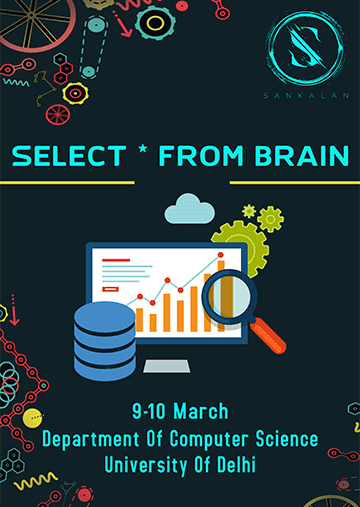 SANKALAN
SELECT * FROM BRAIN
9-10 March
Department Of Computer Science
University Of Delhi